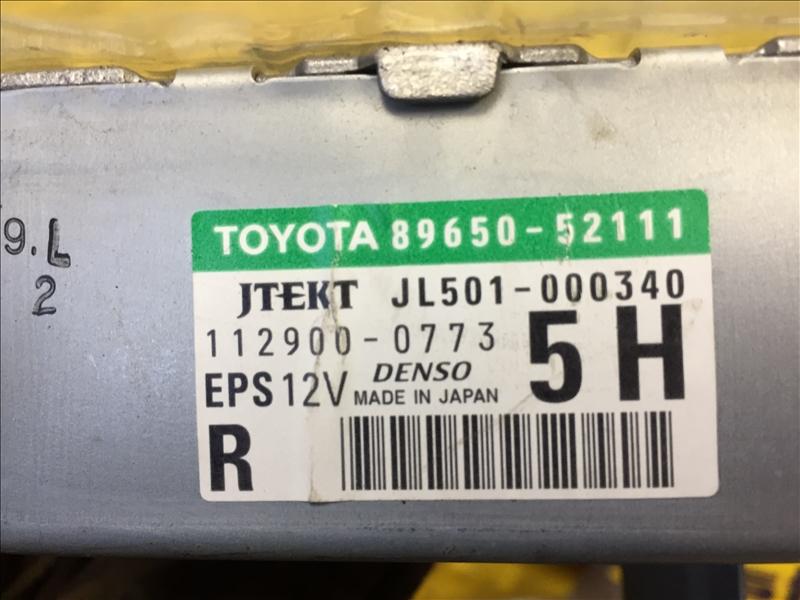 9.L
2
TOYOTA 89650-52111
JTEKT JL501-000340
112900-0773 5H
EPS 12V DENSO
MADE IN JAPAN
R